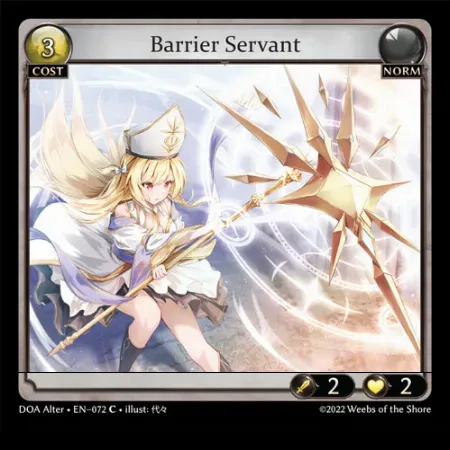 Barrier Servant
3
COST
NORM
2
2
DOA Alter • EN-072 C • illust: 代々
©2022 Weebs of the Shore